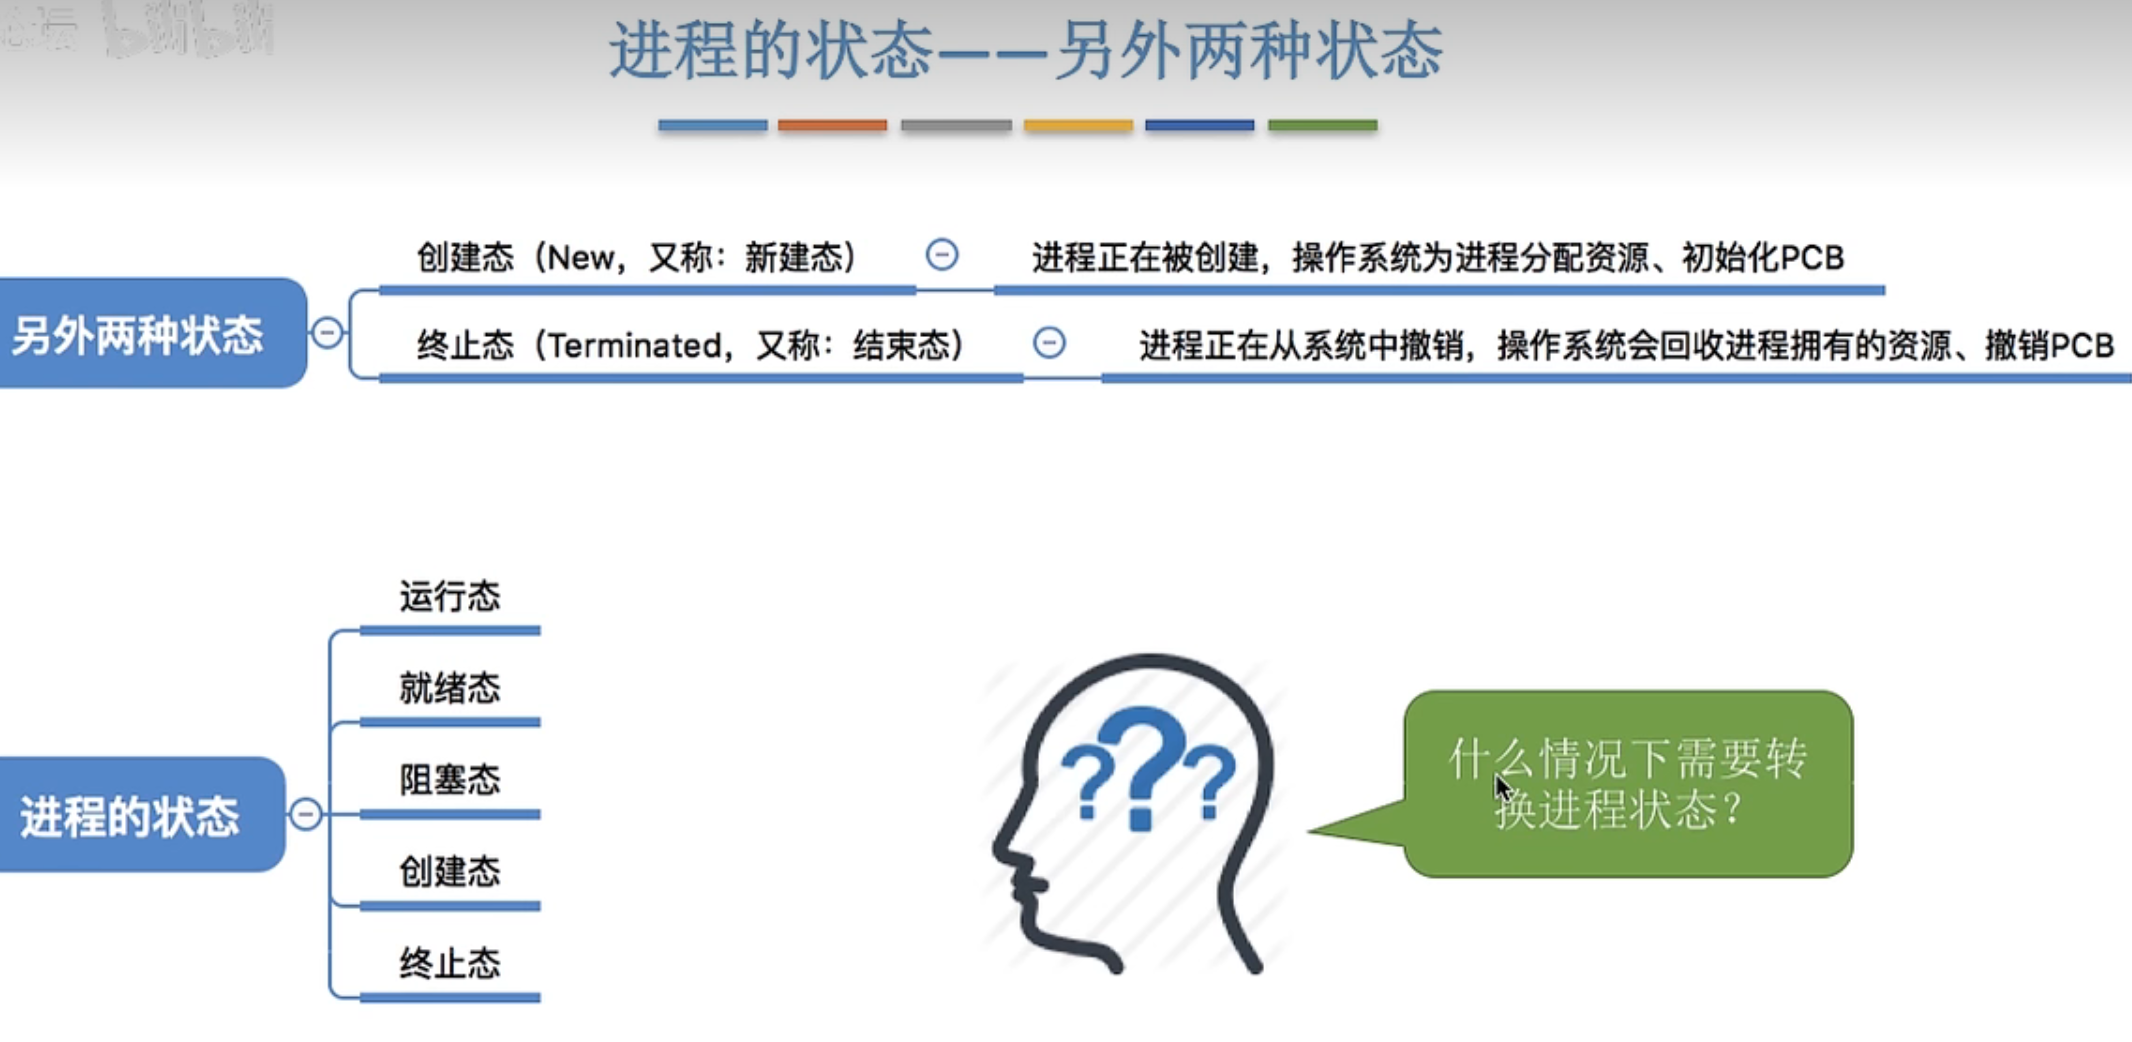 进程的状态——另外两种状态
另外两种状态
创建态（New，又称：新建态）
进程正在被创建，操作系统为进程分配资源、初始化PCB
终止态（Terminated，又称：结束态）
进程正在从系统中撤销，操作系统会回收进程拥有的资源、撤销PCB
进程的状态
运行态
就绪态
阻塞态
创建态
终止态
???
什么情况下需要转
换进程状态？